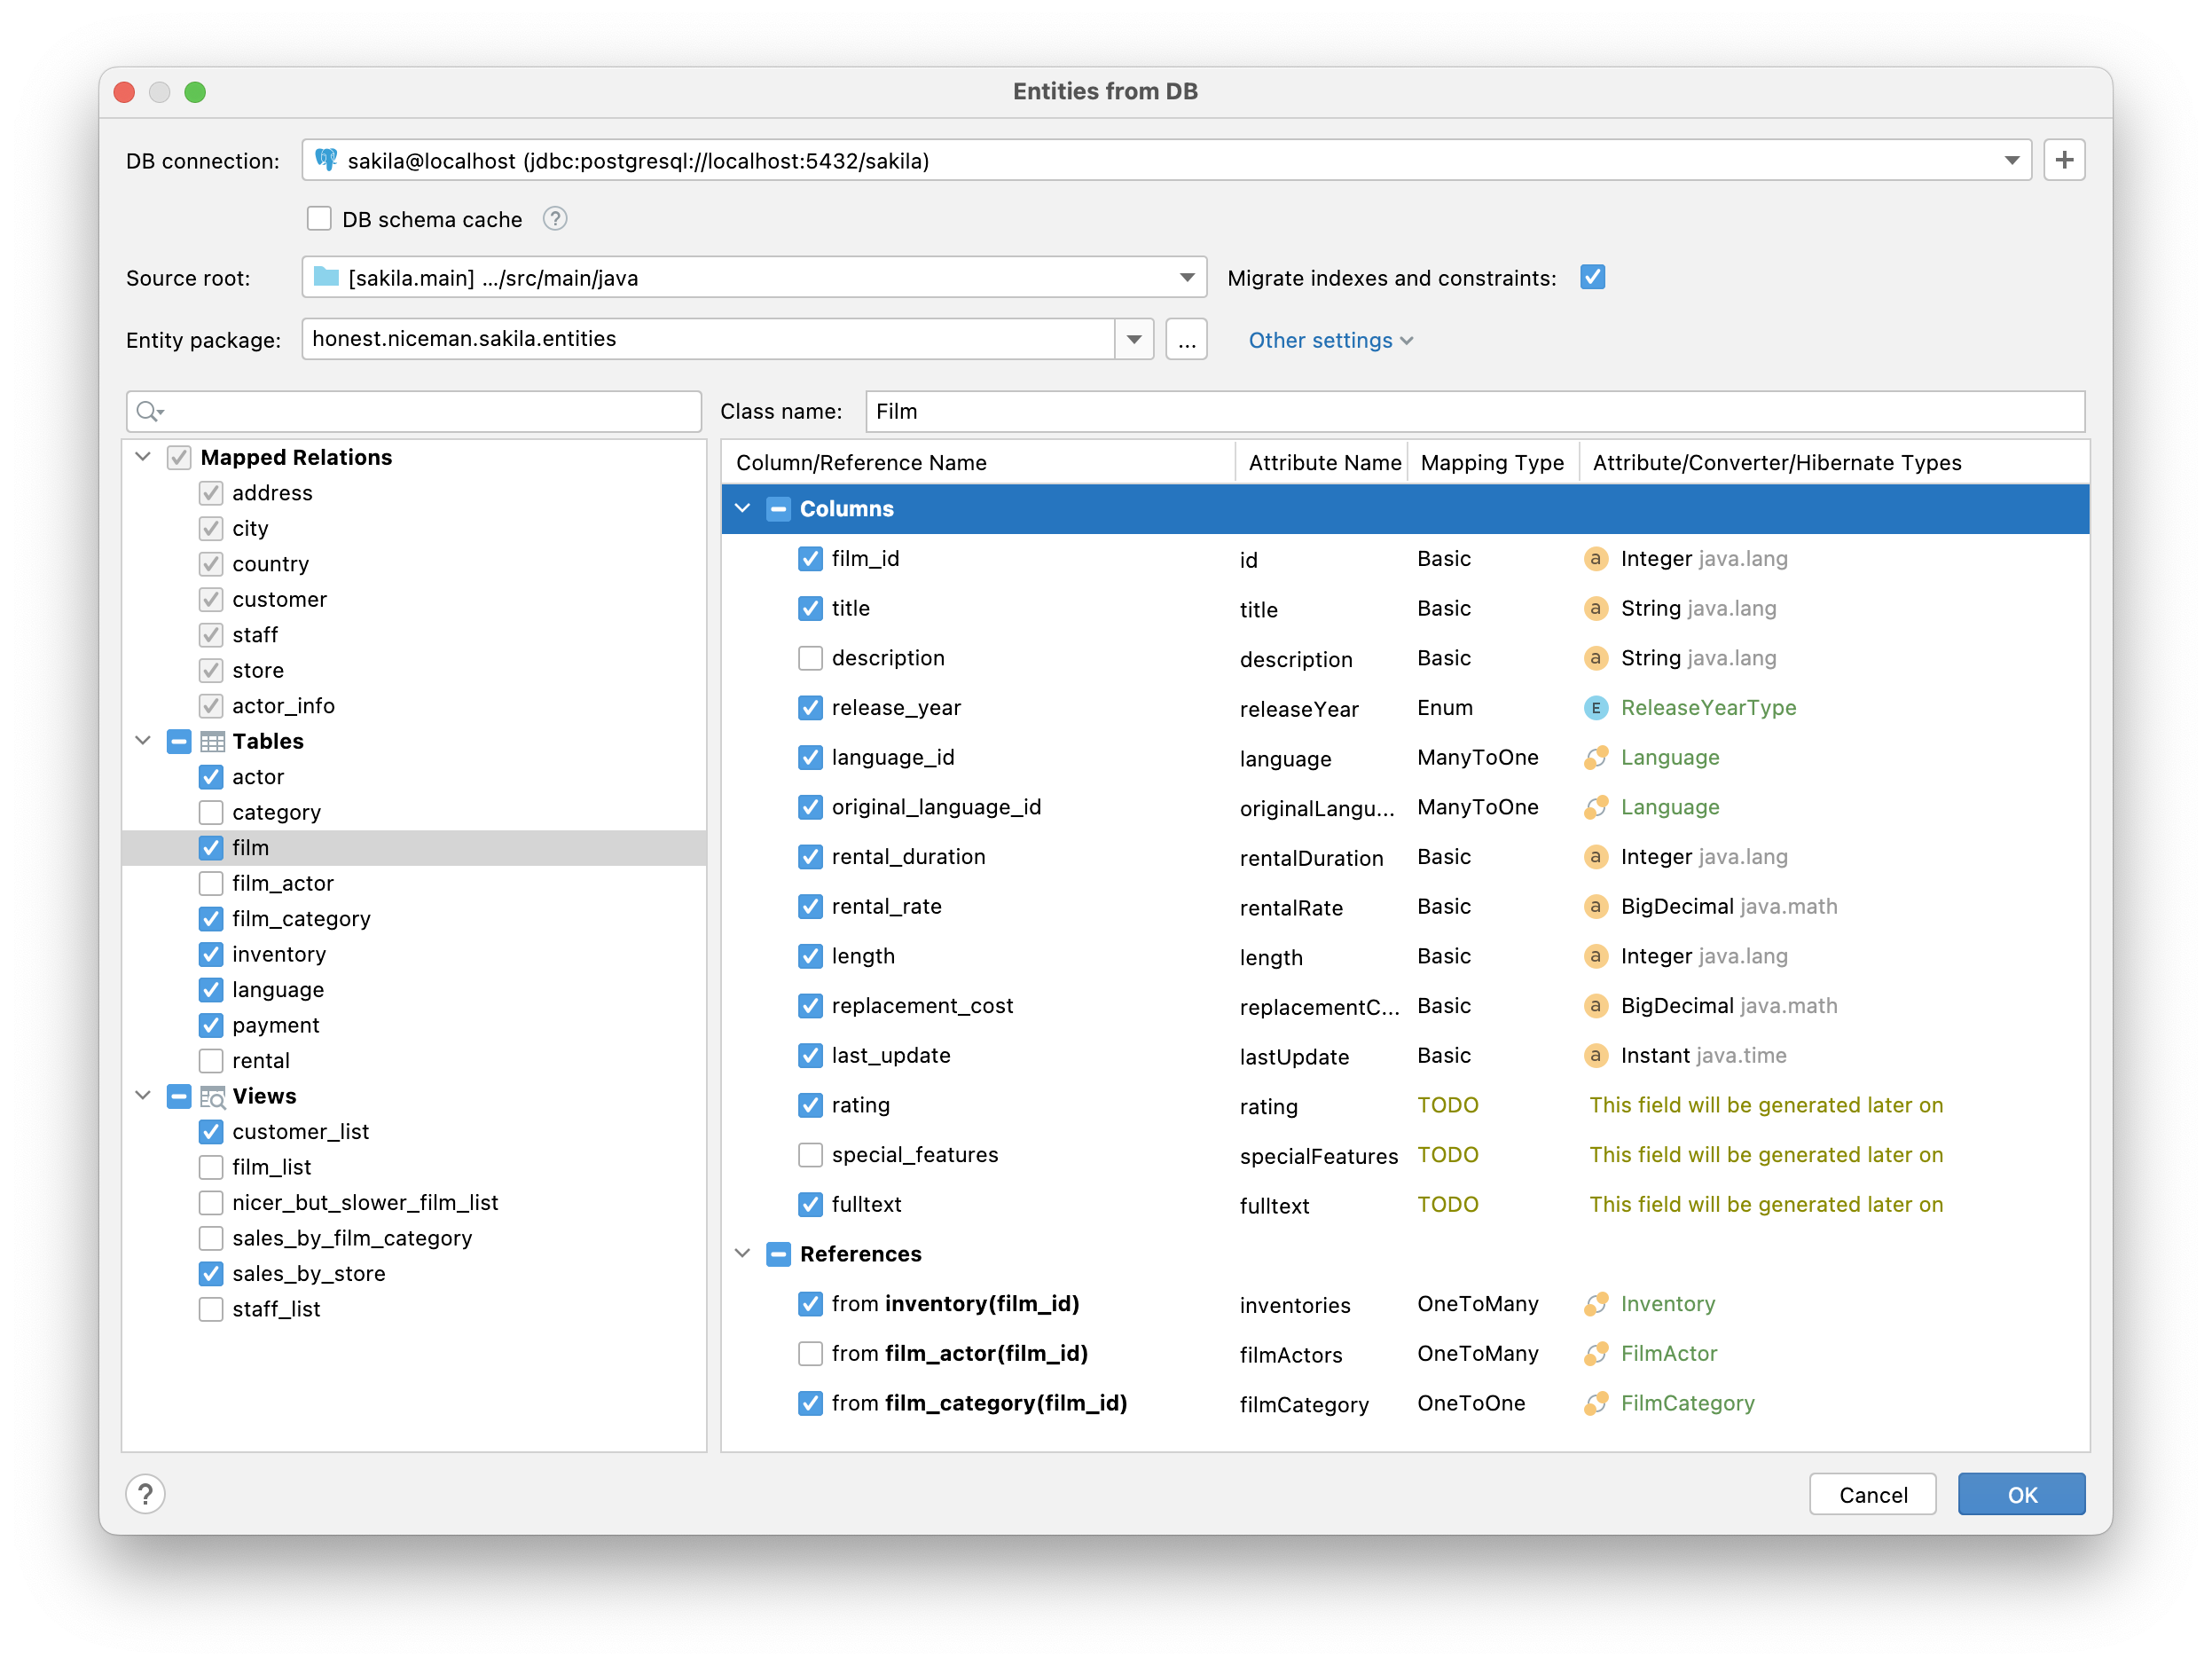 Entities from DB
DB connection: sakila@localhost (jdbc:postgresql://localhost:5432/sakila)
DB schema cache ?
Source root: [sakila.main] .../src/main/java Migrate indexes and constraints:
Entity package: honest.niceman.sakila.entities ... Other settings
Class name: Film
Mapped Relations
address
city
country
customer
staff
store
actor_info
Tables
actor
category
film
film_actor
film_category
inventory
language
payment
rental
Views
customer_list
film_list
nicer_but_slower_film_list
sales_by_film_category
sales_by_store
staff_list
Column/Reference Name Attribute Name Mapping Type Attribute/Converter/Hibernate Types
Columns
film_id id Basic a Integer java.lang
title title Basic a String java.lang
description description Basic a String java.lang
release_year releaseYear Enum E ReleaseYearType
language_id language ManyToOne Language
original_language_id originalLangu... ManyToOne Language
rental_duration rentalDuration Basic a Integer java.lang
rental_rate rentalRate Basic a BigDecimal java.math
length length Basic a Integer java.lang
replacement_cost replacementC... Basic a BigDecimal java.math
last_update lastUpdate Basic a Instant java.time
rating rating TODO This field will be generated later on
special_features specialFeatures TODO This field will be generated later on
fulltext fulltext TODO This field will be generated later on
References
from inventory(film_id) inventories OneToMany Inventory
from film_actor(film_id) filmActors OneToMany FilmActor
from film_category(film_id) filmCategory OneToOne FilmCategory
? Cancel OK